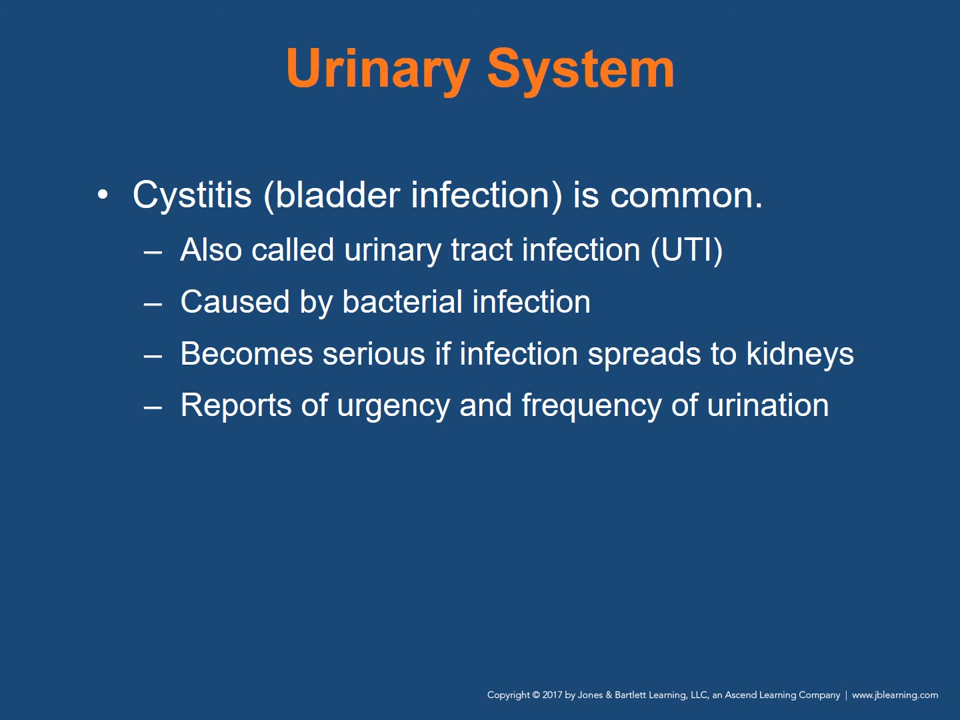 Urinary System
• Cystitis (bladder infection) is common.
– Also called urinary tract infection (UTI)
– Caused by bacterial infection
– Becomes serious if infection spreads to kidneys
– Reports of urgency and frequency of urination
Copyright © 2017 by Jones & Bartlett Learning, LLC, an Ascend Learning Company | www.jblearning.com